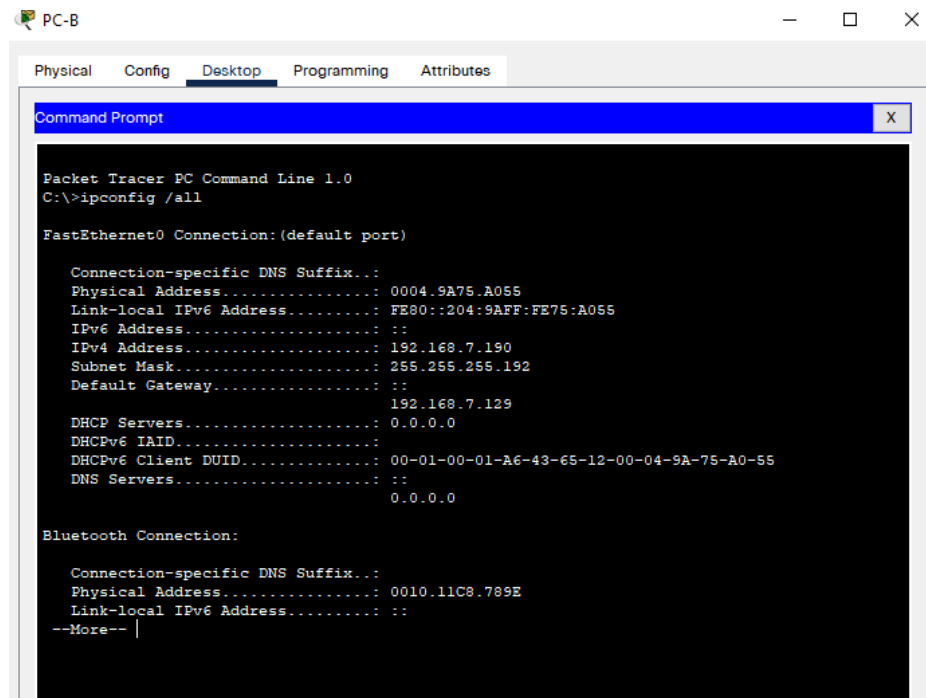 PC-B
Physical Config Desktop Programming Attributes
Command Prompt X
Packet Tracer PC Command Line 1.0
C:\>ipconfig /all
FastEthernet0 Connection:(default port)
Connection-specific DNS Suffix..:
Physical Address................: 0004.9A75.A055
Link-local IPv6 Address.........: FE80::204:9AFF:FE75:A055
IPv6 Address....................: ::
IPv4 Address....................: 192.168.7.190
Subnet Mask.....................: 255.255.255.192
Default Gateway.................: ::
192.168.7.129
DHCP Servers....................: 0.0.0.0
DHCPv6 IAID.....................:
DHCPv6 Client DUID..............: 00-01-00-01-A6-43-65-12-00-04-9A-75-A0-55
DNS Servers.....................: ::
0.0.0.0
Bluetooth Connection:
Connection-specific DNS Suffix..:
Physical Address................: 0010.11C8.789E
Link-local IPv6 Address.........: ::
--More--